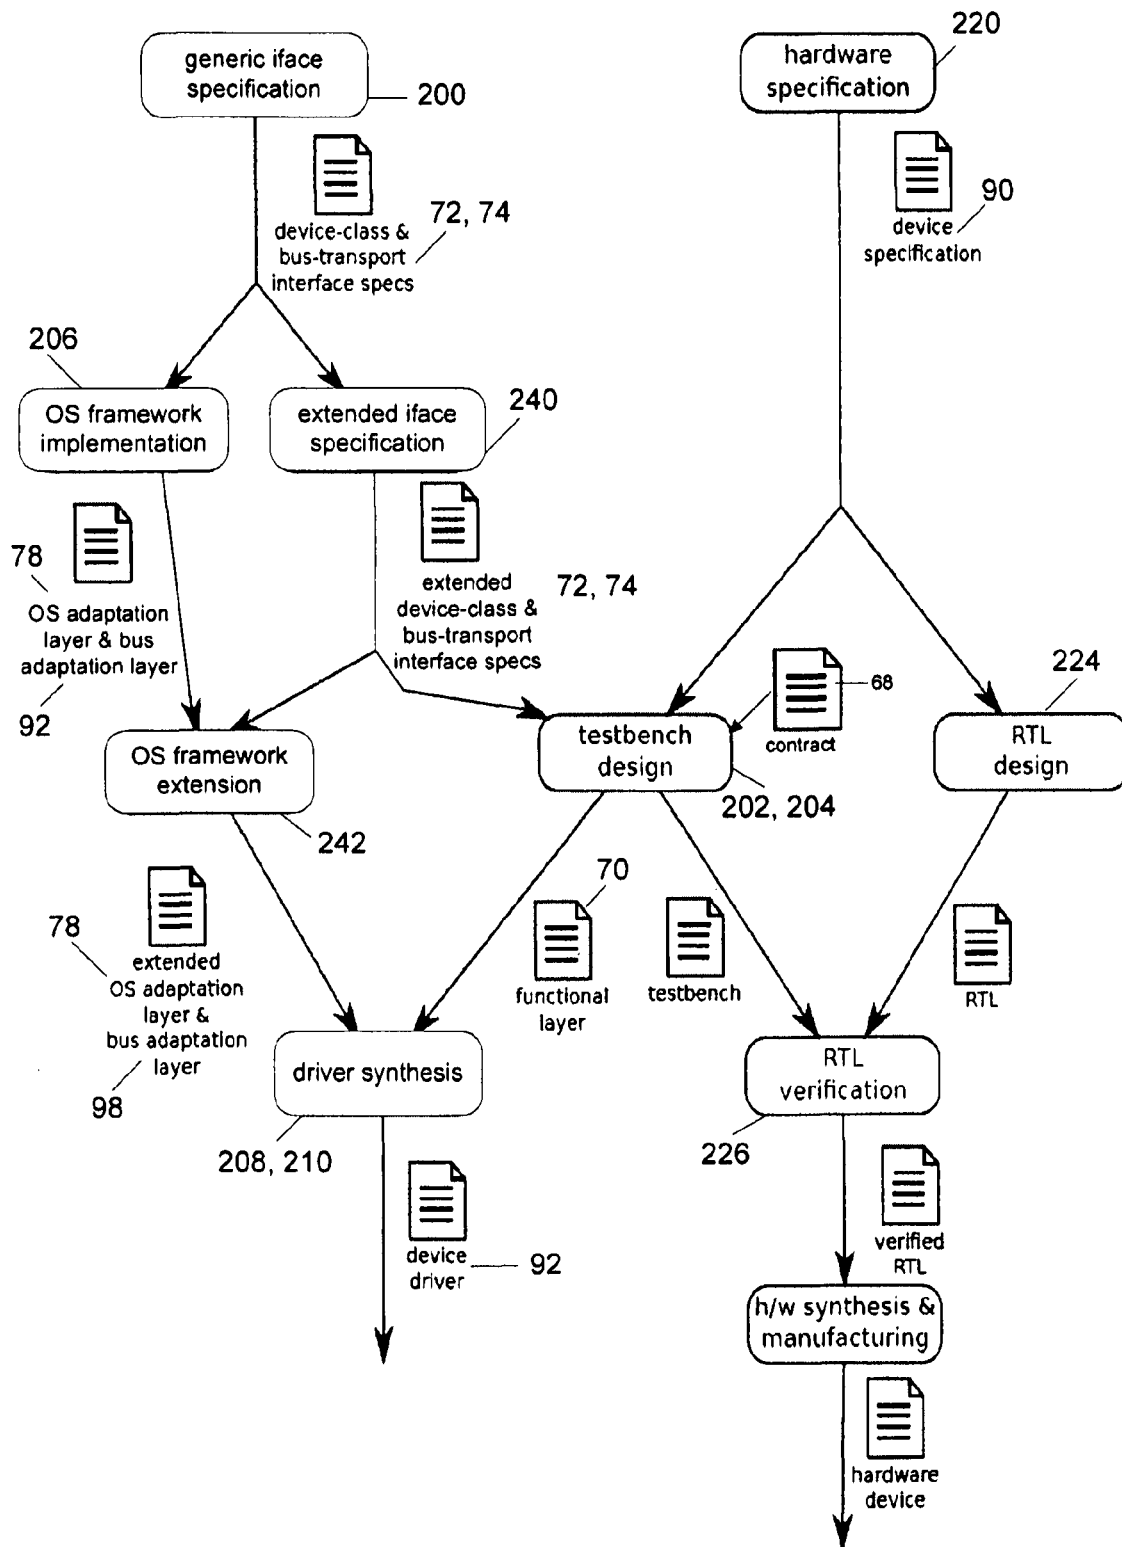 220
generic iface
specification
200
hardware
specification
72, 74
device-class &
bus-transport
interface specs
90
device
specification
206
OS framework
implementation
extended iface
specification
240
78
OS adaptation
layer & bus
adaptation layer
92
extended
device-class &
bus-transport
interface specs
72, 74
68
contract
224
OS framework
extension
242
testbench
design
202, 204
RTL
design
78
extended
OS adaptation
layer &
bus adaptation
layer
98
70
functional
layer
testbench
RTL
driver synthesis
208, 210
RTL
verification
226
device
driver
92
verified
RTL
h/w synthesis &
manufacturing
hardware
device